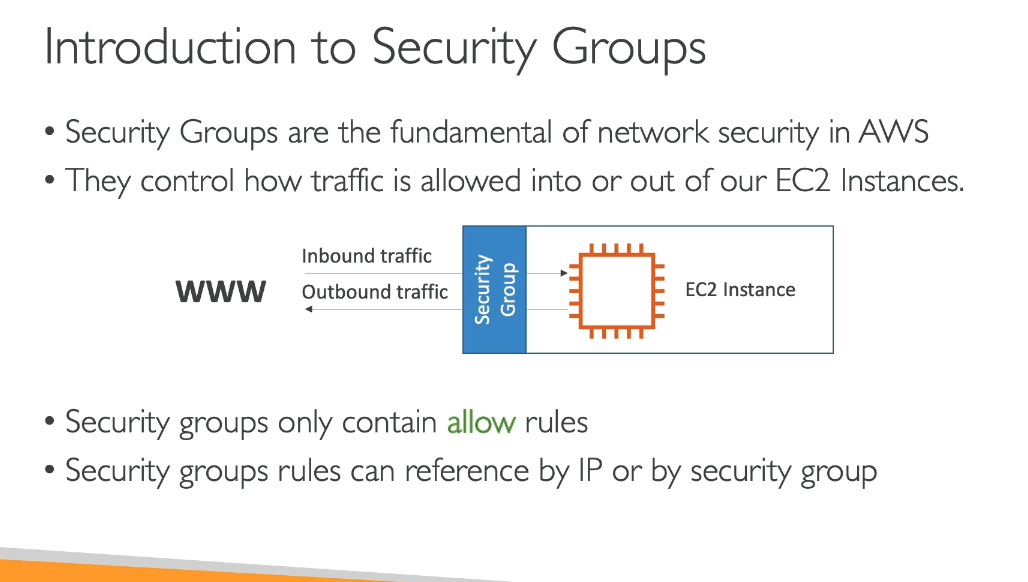 Introduction to Security Groups
• Security Groups are the fundamental of network security in AWS
• They control how traffic is allowed into or out of our EC2 Instances.
Inbound traffic
WWW
Outbound traffic
Security
Group
EC2 Instance
• Security groups only contain allow rules
• Security groups rules can reference by IP or by security group